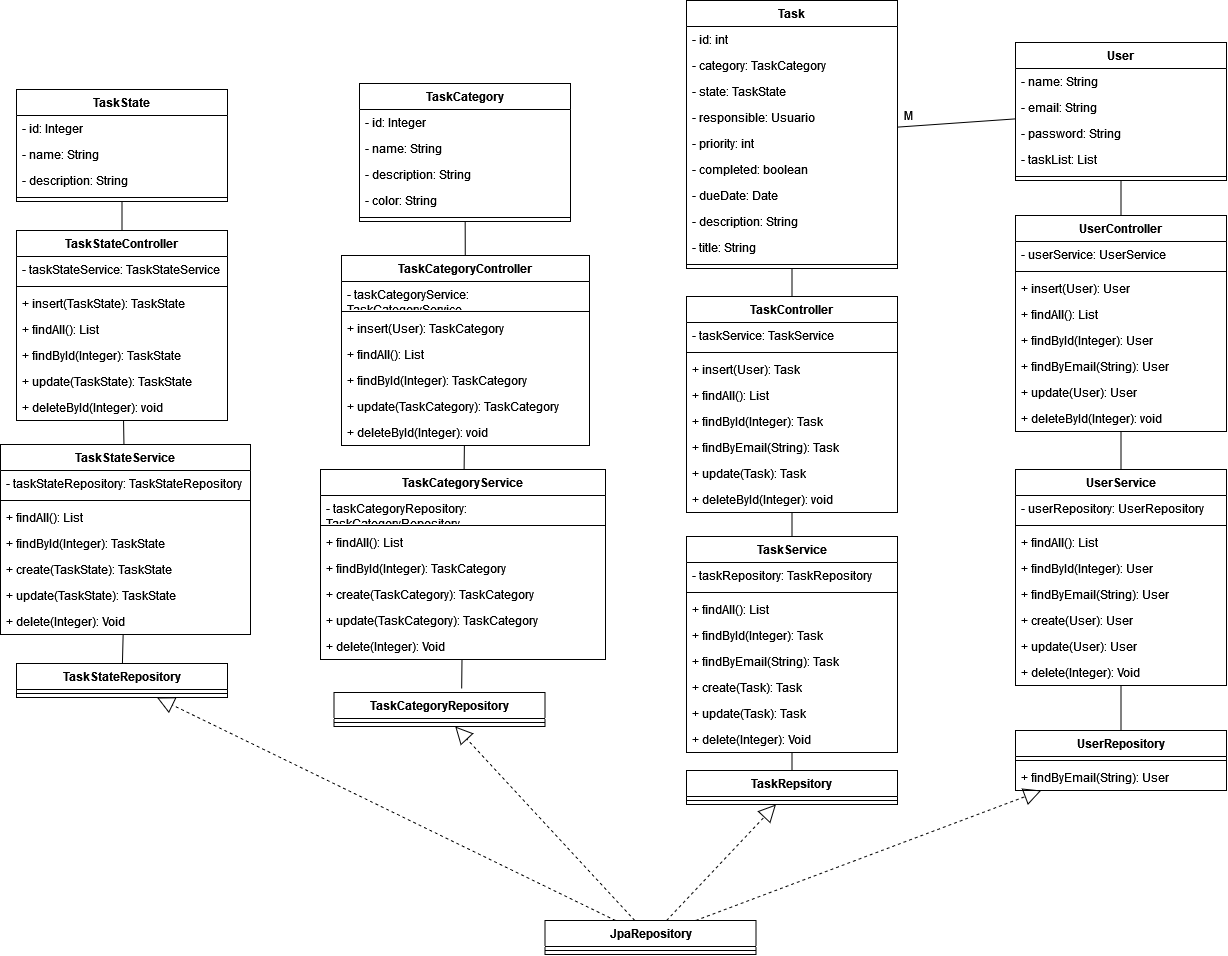 TaskState
- id: Integer
- name: String
- description: String
TaskStateController
- taskStateService: TaskStateService
+ insert(TaskState): TaskState
+ findAll(): List
+ findById(Integer): TaskState
+ update(TaskState): TaskState
+ deleteById(Integer): void
TaskStateService
- taskStateRepository: TaskStateRepository
+ findAll(): List
+ findById(Integer): TaskState
+ create(TaskState): TaskState
+ update(TaskState): TaskState
+ delete(Integer): Void
TaskStateRepository
TaskCategory
- id: Integer
- name: String
- description: String
- color: String
TaskCategoryController
- taskCategoryService:
TaskCategoryService
+ insert(User): TaskCategory
+ findAll(): List
+ findById(Integer): TaskCategory
+ update(TaskCategory): TaskCategory
+ deleteById(Integer): void
TaskCategoryService
- taskCategoryRepository:
TaskCategoryRepository
+ findAll(): List
+ findById(Integer): TaskCategory
+ create(TaskCategory): TaskCategory
+ update(TaskCategory): TaskCategory
+ delete(Integer): Void
TaskCategoryRepository
Task
- id: int
- category: TaskCategory
- state: TaskState
- responsible: Usuario
- priority: int
- completed: boolean
- dueDate: Date
- description: String
- title: String
M
TaskController
- taskService: TaskService
+ insert(User): Task
+ findAll(): List
+ findById(Integer): Task
+ findByEmail(String): Task
+ update(Task): Task
+ deleteById(Integer): void
TaskService
- taskRepository: TaskRepository
+ findAll(): List
+ findById(Integer): Task
+ findByEmail(String): Task
+ create(Task): Task
+ update(Task): Task
+ delete(Integer): Void
TaskRepsitory
User
- name: String
- email: String
- password: String
- taskList: List
UserController
- userService: UserService
+ insert(User): User
+ findAll(): List
+ findById(Integer): User
+ findByEmail(String): User
+ update(User): User
+ deleteById(Integer): void
UserService
- userRepository: UserRepository
+ findAll(): List
+ findById(Integer): User
+ findByEmail(String): User
+ create(User): User
+ update(User): User
+ delete(Integer): Void
UserRepository
+ findByEmail(String): User
JpaRepository